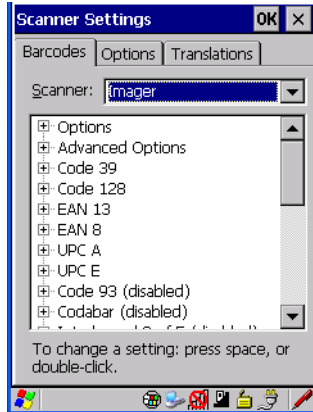 Scanner Settings OK ×
Barcodes Options Translations
Scanner: Imager
Options
Advanced Options
Code 39
Code 128
EAN 13
EAN 8
UPC A
UPC E
Code 93 (disabled)
Codabar (disabled)
To change a setting: press space, or
double-click.